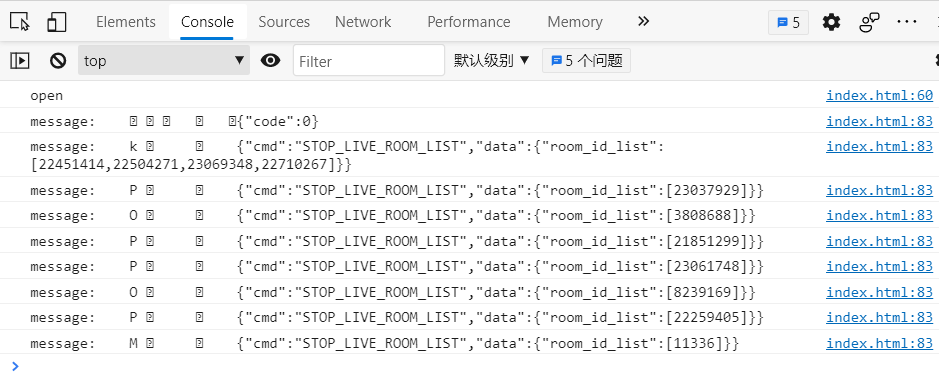 Elements Console Sources Network Performance Memory 5
top Filter 默认级别 5 个问题
open index.html:60
message: {"code":0} index.html:83
message: k {"cmd":"STOP_LIVE_ROOM_LIST","data":{"room_id_list": index.html:83
[22451414,22504271,23069348,22710267]}}
message: P {"cmd":"STOP_LIVE_ROOM_LIST","data":{"room_id_list":[23037929]}} index.html:83
message: O {"cmd":"STOP_LIVE_ROOM_LIST","data":{"room_id_list":[3808688]}} index.html:83
message: P {"cmd":"STOP_LIVE_ROOM_LIST","data":{"room_id_list":[21851299]}} index.html:83
message: P {"cmd":"STOP_LIVE_ROOM_LIST","data":{"room_id_list":[23061748]}} index.html:83
message: O {"cmd":"STOP_LIVE_ROOM_LIST","data":{"room_id_list":[8239169]}} index.html:83
message: P {"cmd":"STOP_LIVE_ROOM_LIST","data":{"room_id_list":[22259405]}} index.html:83
message: M {"cmd":"STOP_LIVE_ROOM_LIST","data":{"room_id_list":[11336]}} index.html:83